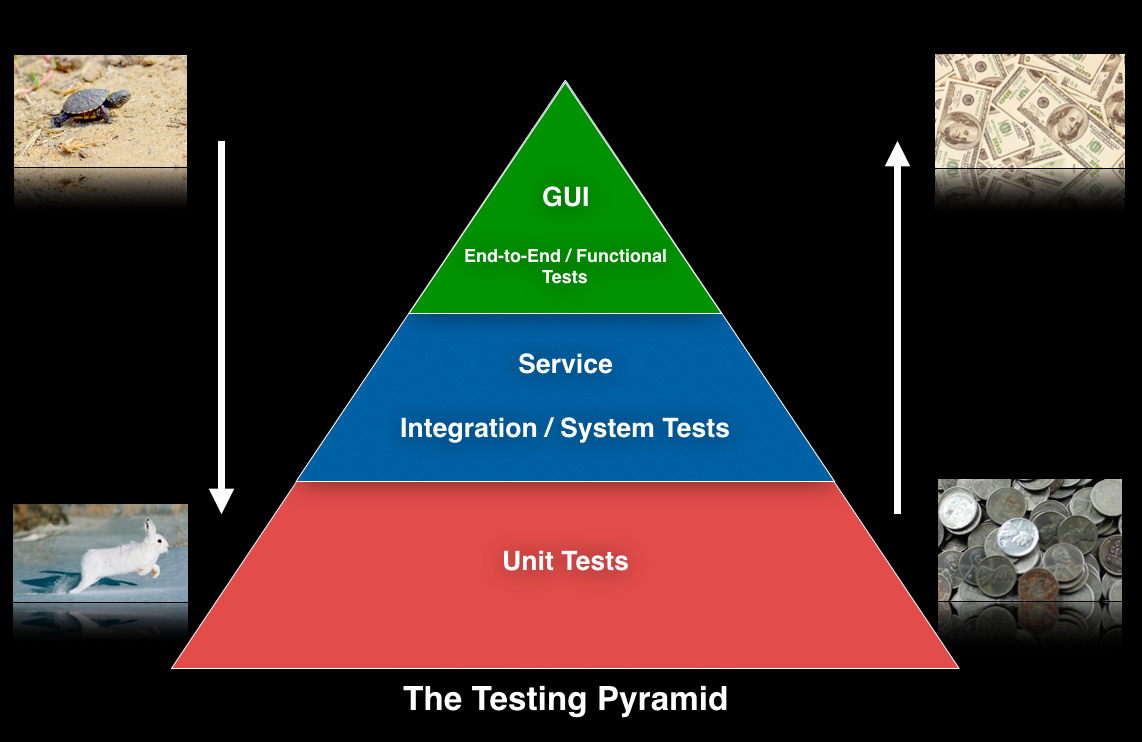 GUI
End-to-End / Functional
Tests
Service
Integration / System Tests
Unit Tests
The Testing Pyramid